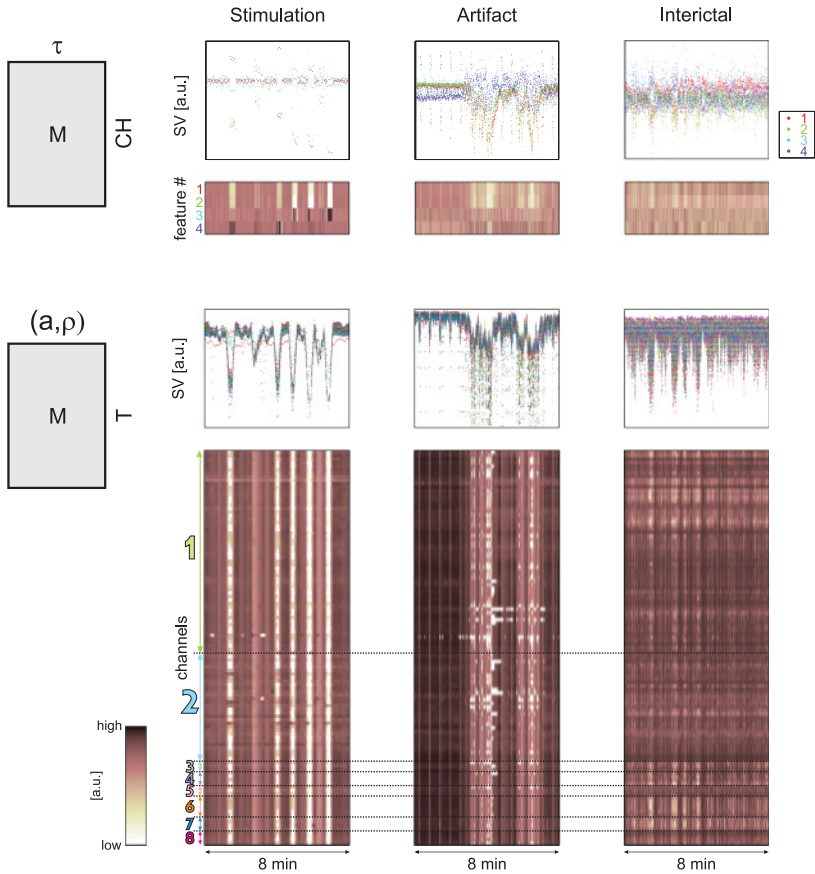 Stimulation
Artifact
Interictal
τ
M
CH
SV [a.u.]
1
2
3
4
feature #
1
2
3
4
(a,ρ)
M
T
SV [a.u.]
channels
1
2
3
4
5
6
7
8
high
[a.u.]
low
8 min
8 min
8 min